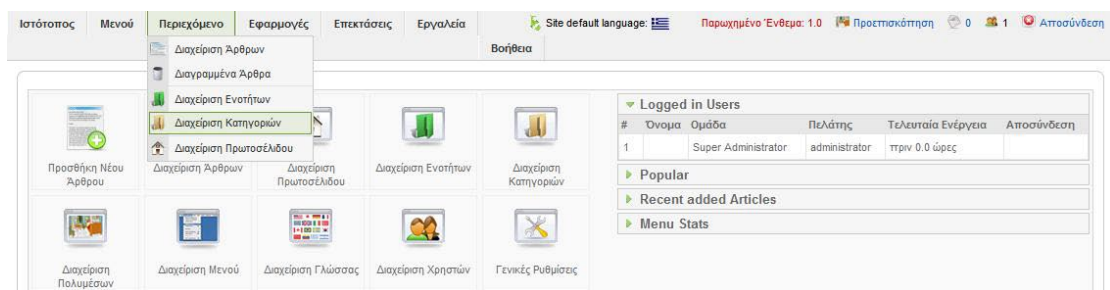 Ιστότοπος Μενού Περιεχόμενο Εφαρμογές Επεκτάσεις Εργαλεία Site default language: Παρωχημένο Ένθεμα: 1.0 Προεπισκόπηση 0 1 Αποσύνδεση
Βοήθεια
Διαχείριση Άρθρων
Διαγραμμένα Άρθρα
Διαχείριση Ενοτήτων
Διαχείριση Κατηγοριών
Διαχείριση Πρωτοσέλιδου
Προσθήκη Νέου
Άρθρου
Διαχείριση Άρθρων
Διαχείριση
Πρωτοσέλιδου
Διαχείριση Ενοτήτων
Διαχείριση
Κατηγοριών
Διαχείριση
Πολυμέσων
Διαχείριση Μενού
Διαχείριση Γλώσσας
Διαχείριση Χρηστών
Γενικές Ρυθμίσεις
Logged in Users
# Όνομα Ομάδα Πελάτης Τελευταία Ενέργεια Αποσύνδεση
1 Super Administrator administrator πριν 0.0 ώρες
Popular
Recent added Articles
Menu Stats